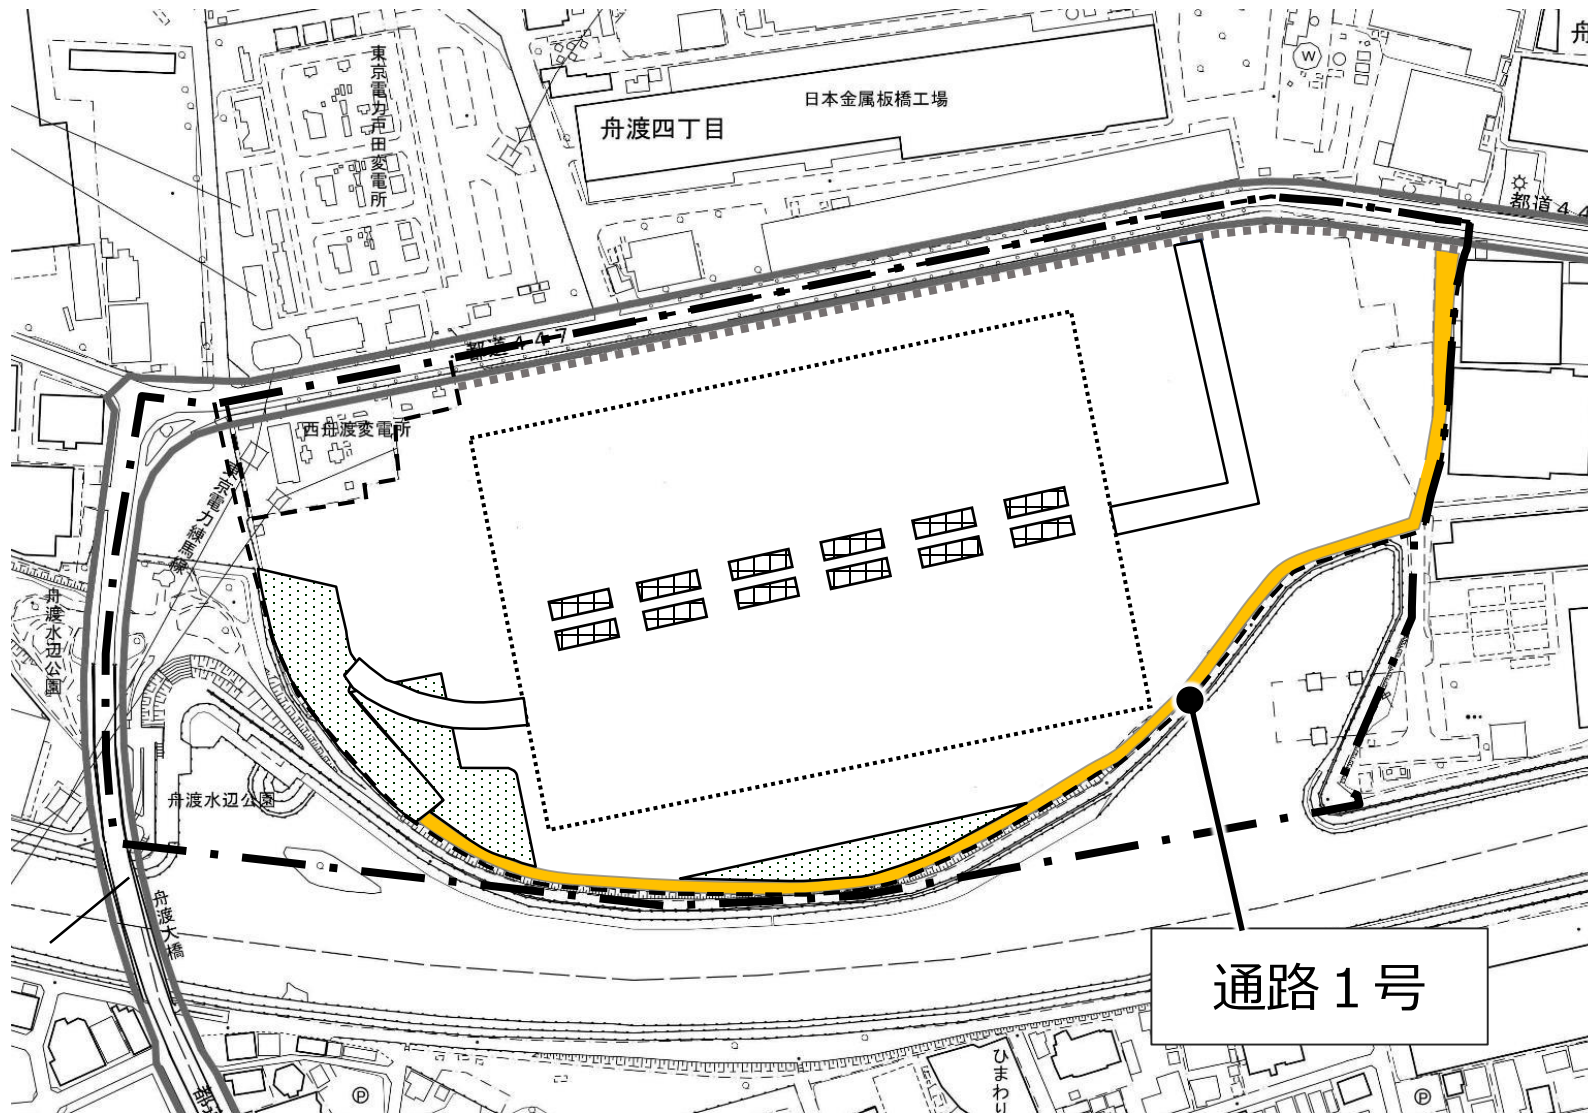 舟
W
日本金属板橋工場
舟渡四丁目
東京電力戸田変電所
都道44
都道447
西舟渡変電所
東京電力練馬線
舟渡水辺公園
舟渡水辺公園
舟渡大橋
通路1号
ひまわり
都
P
P